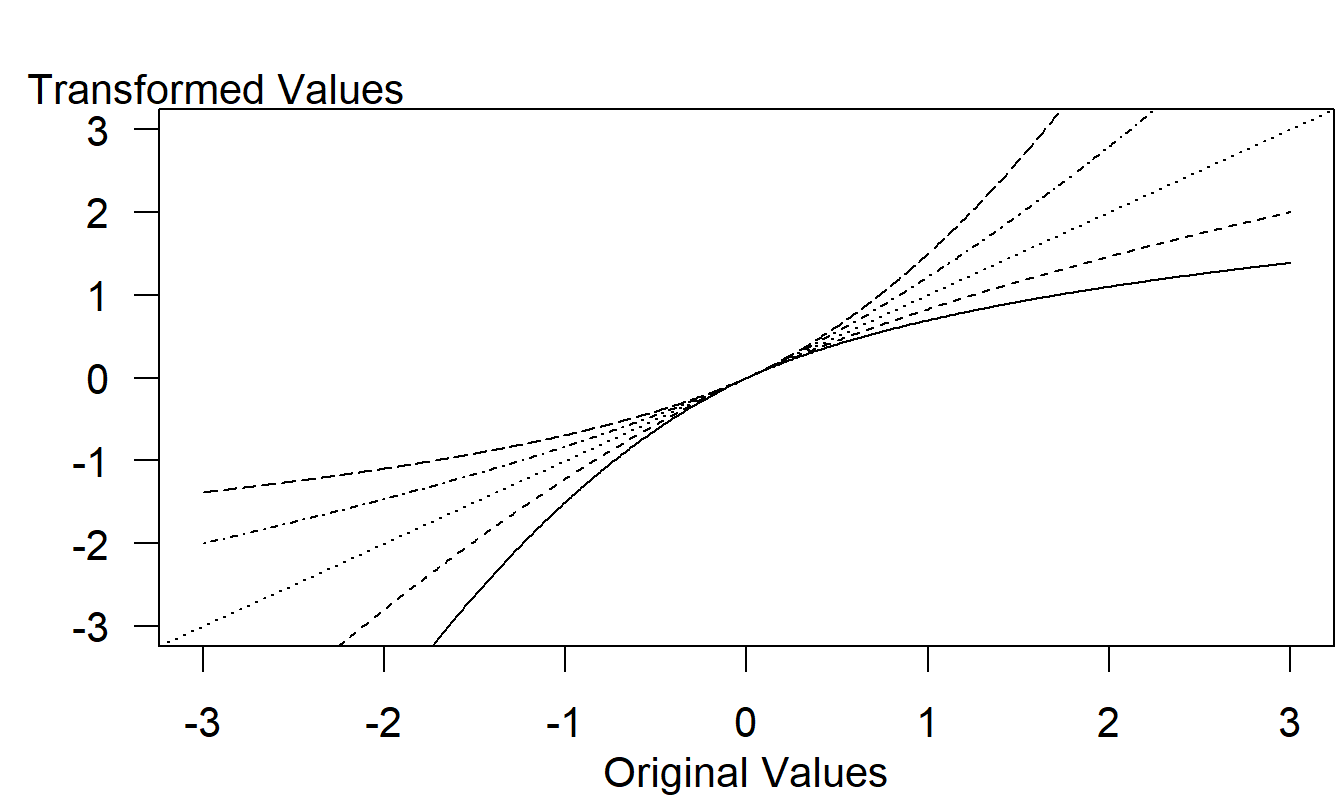 Transformed Values
3
2
1
0
-1
-2
-3
-3 -2 -1 0 1 2 3
Original Values